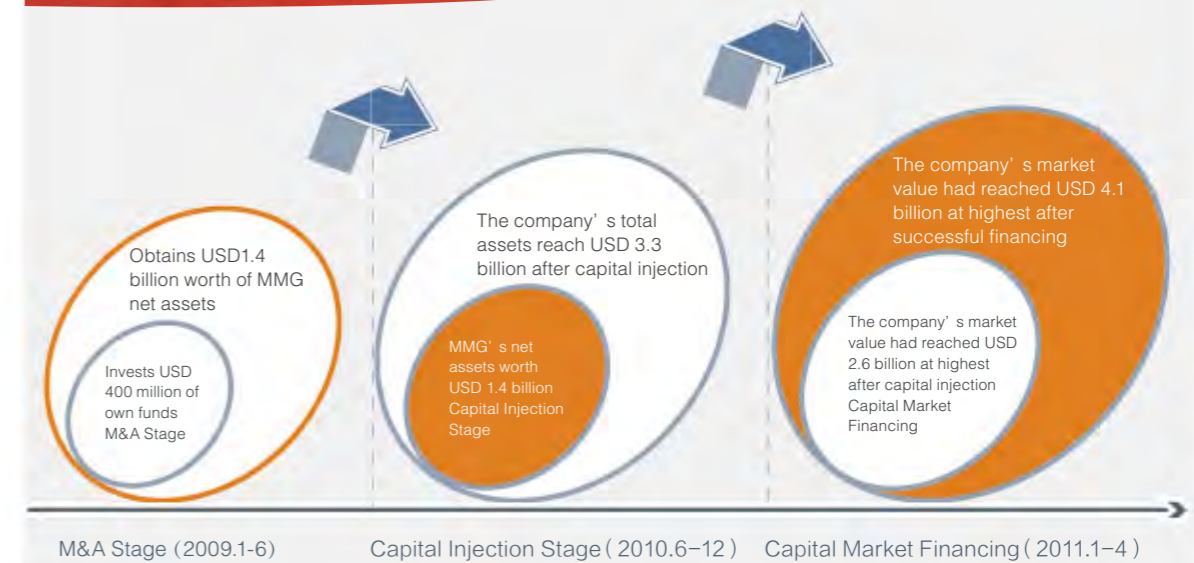 Obtains USD1.4
billion worth of MMG
net assets
Invests USD
400 million of
own funds
M&A Stage
The company’ s total
assets reach USD 3.3
billion after capital injection
MMG’ s net
assets worth
USD 1.4 billion
Capital Injection
Stage
The company’ s market
value had reached USD 4.1
billion at highest after
successful financing
The company’ s market
value had reached USD
2.6 billion at highest
after capital injection
Capital Market
Financing
M&A Stage (2009.1-6)
Capital Injection Stage ( 2010.6–12 )
Capital Market Financing ( 2011.1–4 )